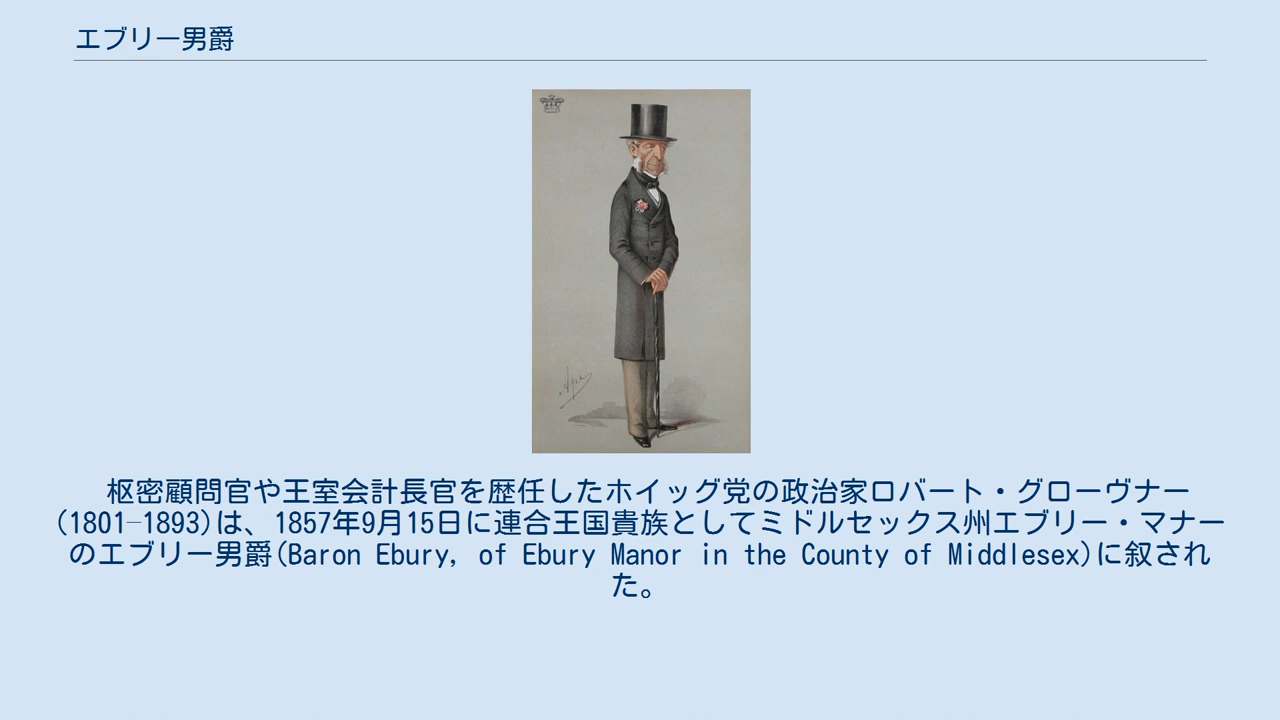 エブリー男爵
Ape
枢密顧問官や王室会計長官を歴任したホイッグ党の政治家ロバート・グローヴナー
(1801–1893)は、1857年9月15日に連合王国貴族としてミドルセックス州エブリー・マナー
のエブリー男爵(Baron Ebury, of Ebury Manor in the County of Middlesex)に叙され
た。